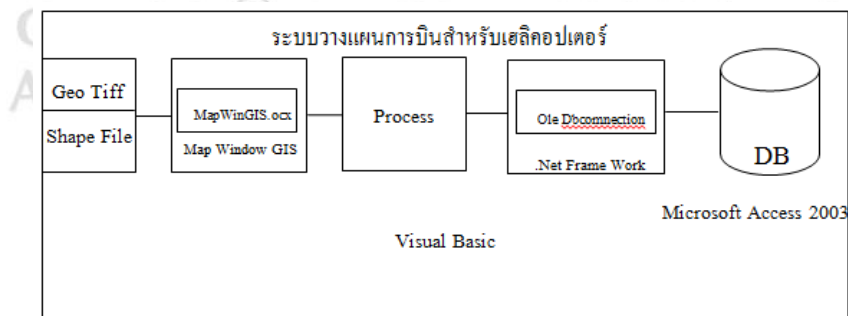 ระบบวางแผนการบินสำหรับเฮลิคอปเตอร์
Geo Tiff
Shape File
MapWinGIS.ocx
Map Window GIS
Process
Ole Dbcomnection
.Net Frame Work
DB
Microsoft Access 2003
Visual Basic